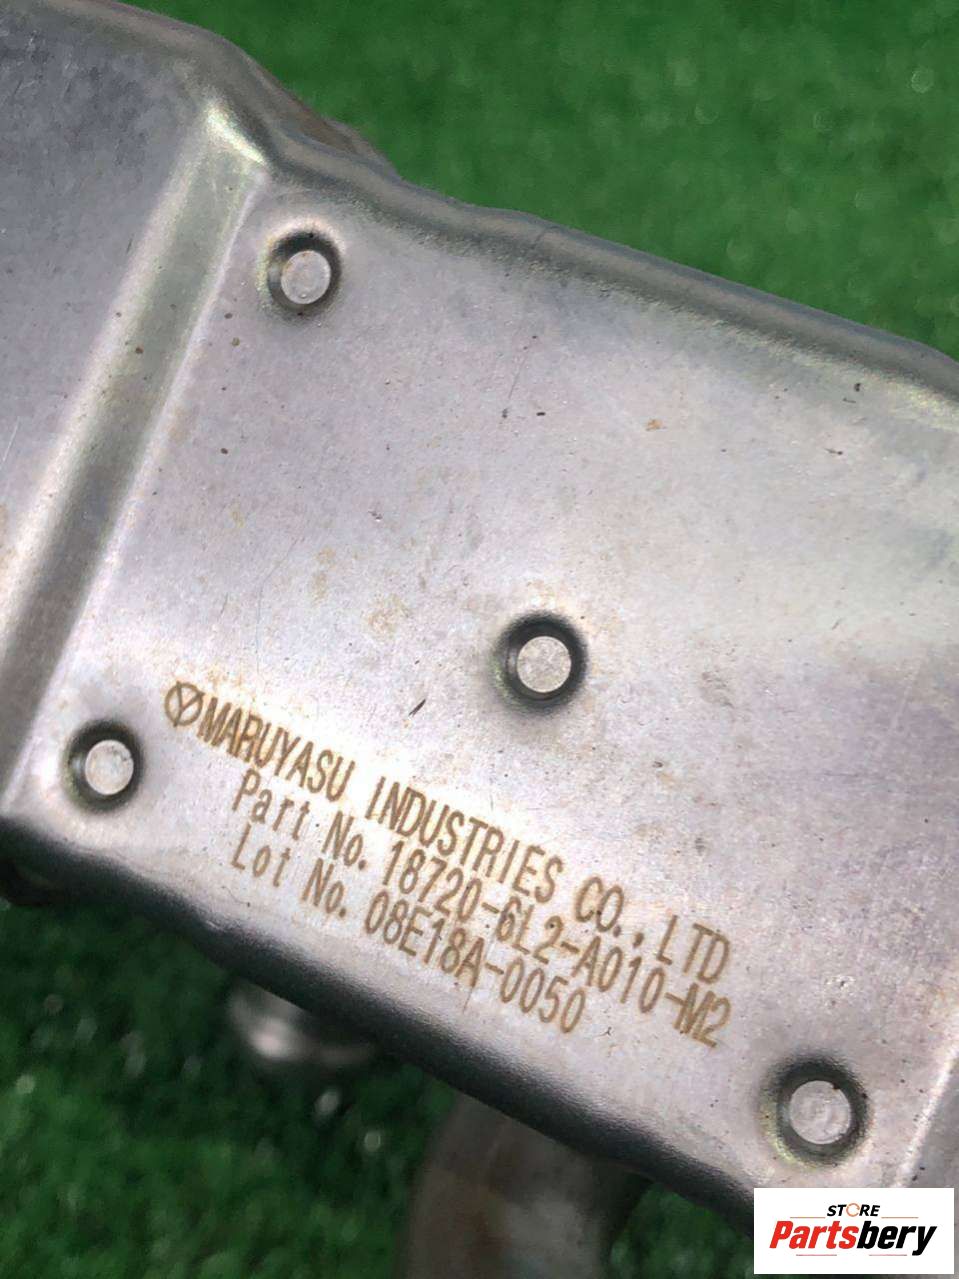 MARUYASU INDUSTRIES CO., LTD
Part No. 18720-6L2-A010-M2
Lot No. 08E18A-0050
STORE
Partsbery